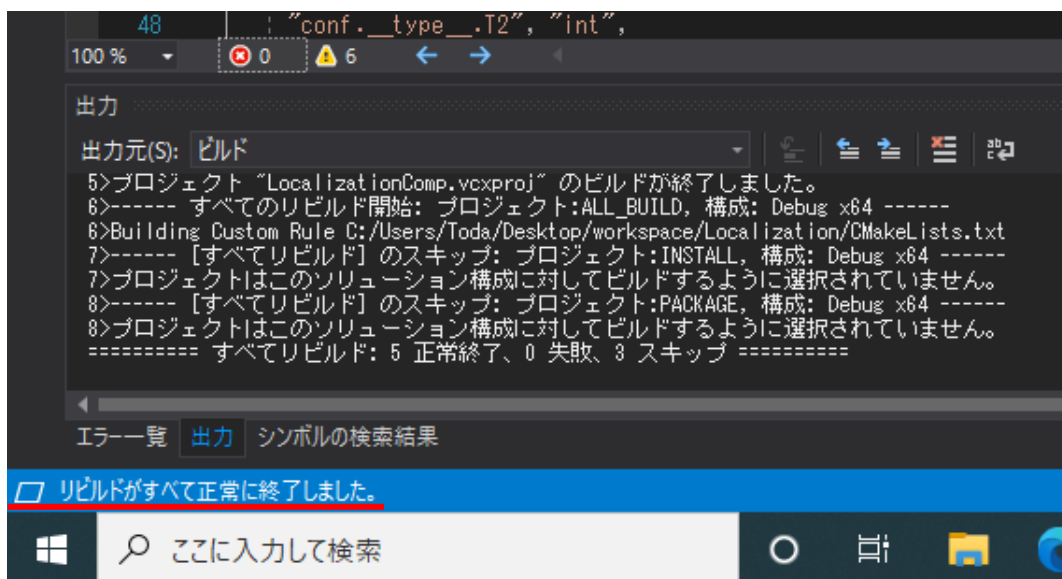 48 ; "conf.__type__.T2", "int",
100 % 0 6
出力
出力元(S): ビルド
5>プロジェクト "LocalizationComp.vcxproj" のビルドが終了しました。
6>------ すべてのリビルド開始: プロジェクト:ALL_BUILD, 構成: Debug x64 ------
6>Building Custom Rule C:/Users/Toda/Desktop/workspace/Localization/CMakeLists.txt
7>------ [すべてリビルド] のスキップ: プロジェクト:INSTALL, 構成: Debug x64 ------
7>プロジェクトはこのソリューション構成に対してビルドするように選択されていません。
8>------ [すべてリビルド] のスキップ: プロジェクト:PACKAGE, 構成: Debug x64 ------
8>プロジェクトはこのソリューション構成に対してビルドするように選択されていません。
========== すべてリビルド: 5 正常終了、0 失敗、3 スキップ ==========
エラー一覧 出力 シンボルの検索結果
リビルドがすべて正常に終了しました。
ここに入力して検索